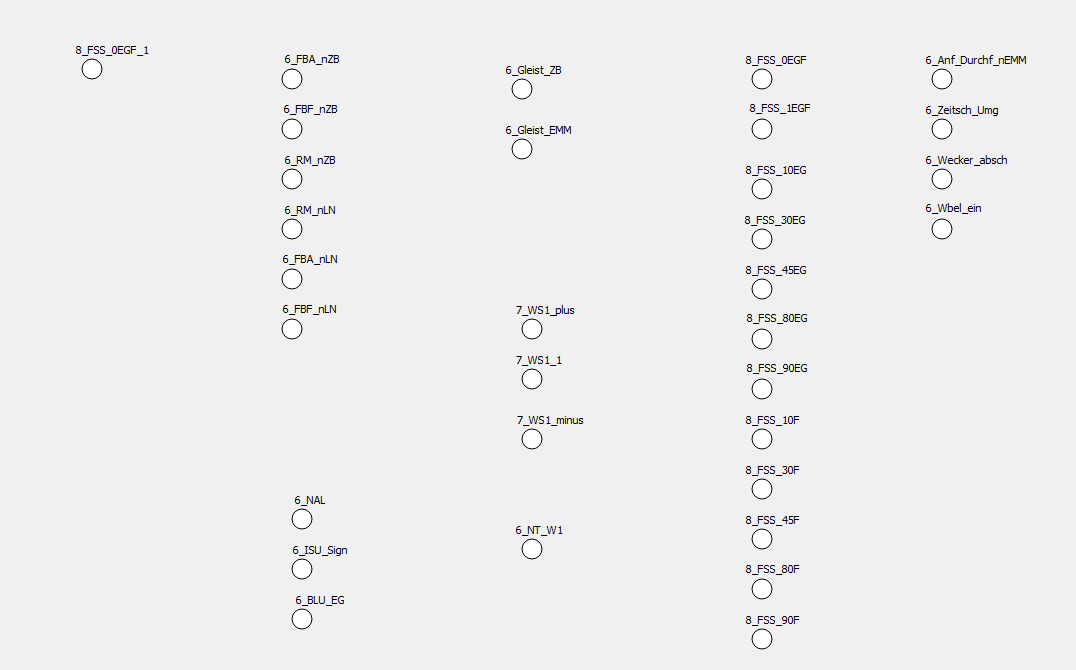 8_FSS_0EGF_1
6_FBA_nZB
6_FBF_nZB
6_RM_nZB
6_RM_nLN
6_FBA_nLN
6_FBF_nLN
6_NAL
6_ISU_Sign
6_BLU_EG
6_Gleist_ZB
6_Gleist_EMM
7_WS1_plus
7_WS1_1
7_WS1_minus
6_NT_W1
8_FSS_0EGF
8_FSS_1EGF
8_FSS_10EG
8_FSS_30EG
8_FSS_45EG
8_FSS_80EG
8_FSS_90EG
8_FSS_10F
8_FSS_30F
8_FSS_45F
8_FSS_80F
8_FSS_90F
6_Anf_Durchf_nEMM
6_Zeitsch_Umg
6_Wecker_absch
6_Wbel_ein